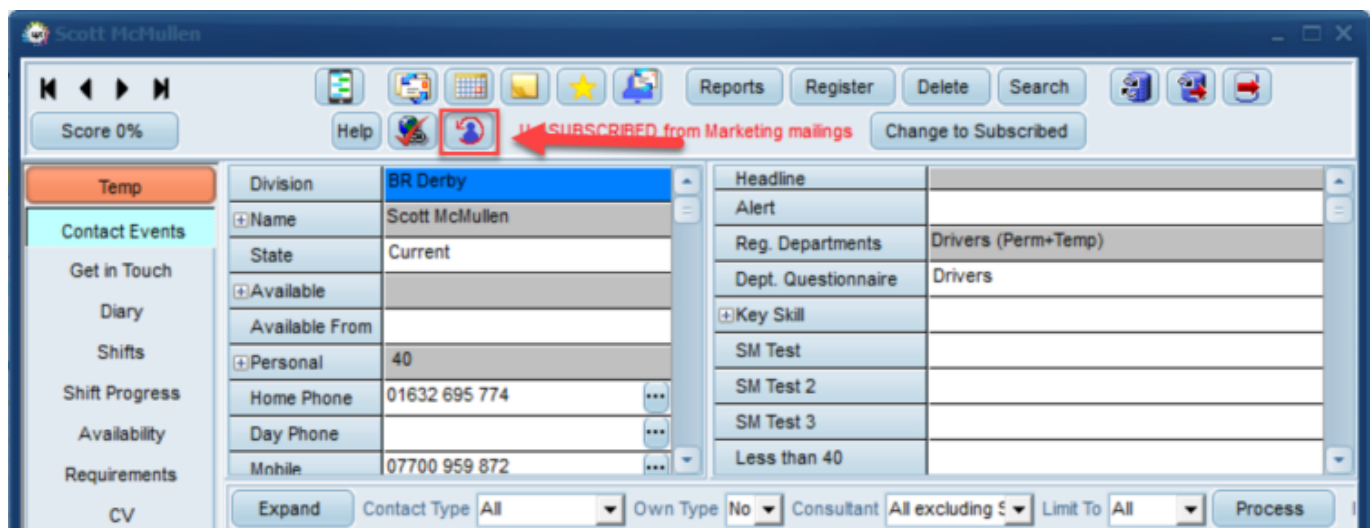 Scott McMullen
Reports Register Delete Search
Score 0% Help SUBSCRIBED from Marketing mailings Change to Subscribed
Temp
Contact Events
Get in Touch
Diary
Shifts
Shift Progress
Availability
Requirements
CV
Division BR Derby
Name Scott McMullen
State Current
Available
Available From
Personal 40
Home Phone 01632 695 774
Day Phone
Mobile 07700 959 872
Headline
Alert
Reg. Departments Drivers (Perm+Temp)
Dept. Questionnaire Drivers
Key Skill
SM Test
SM Test 2
SM Test 3
Less than 40
Expand Contact Type All Own Type No Consultant All excluding Limit To All Process